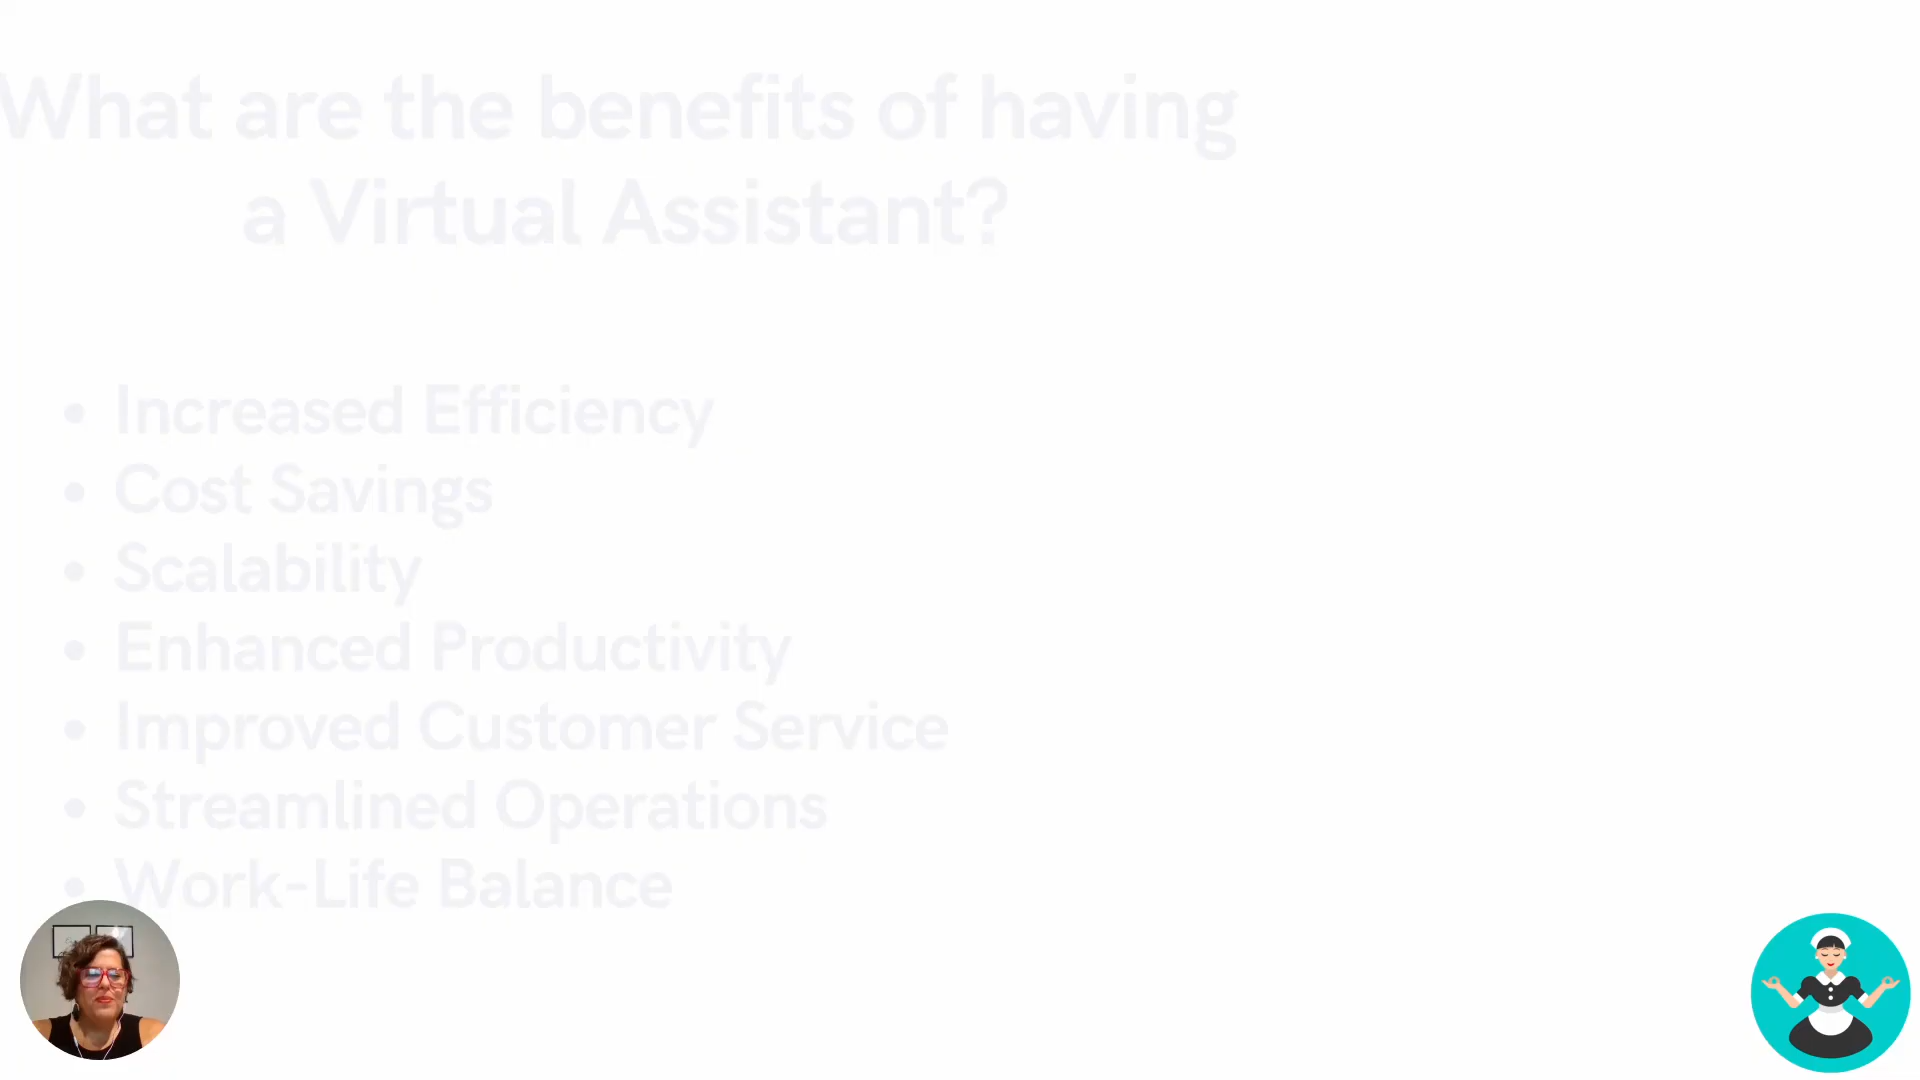 What are the benefits of having
a Virtual Assistant?
• Increased Efficiency
• Cost Savings
• Scalability
• Enhanced Productivity
• Improved Customer Service
• Streamlined Operations
• Work-Life Balance